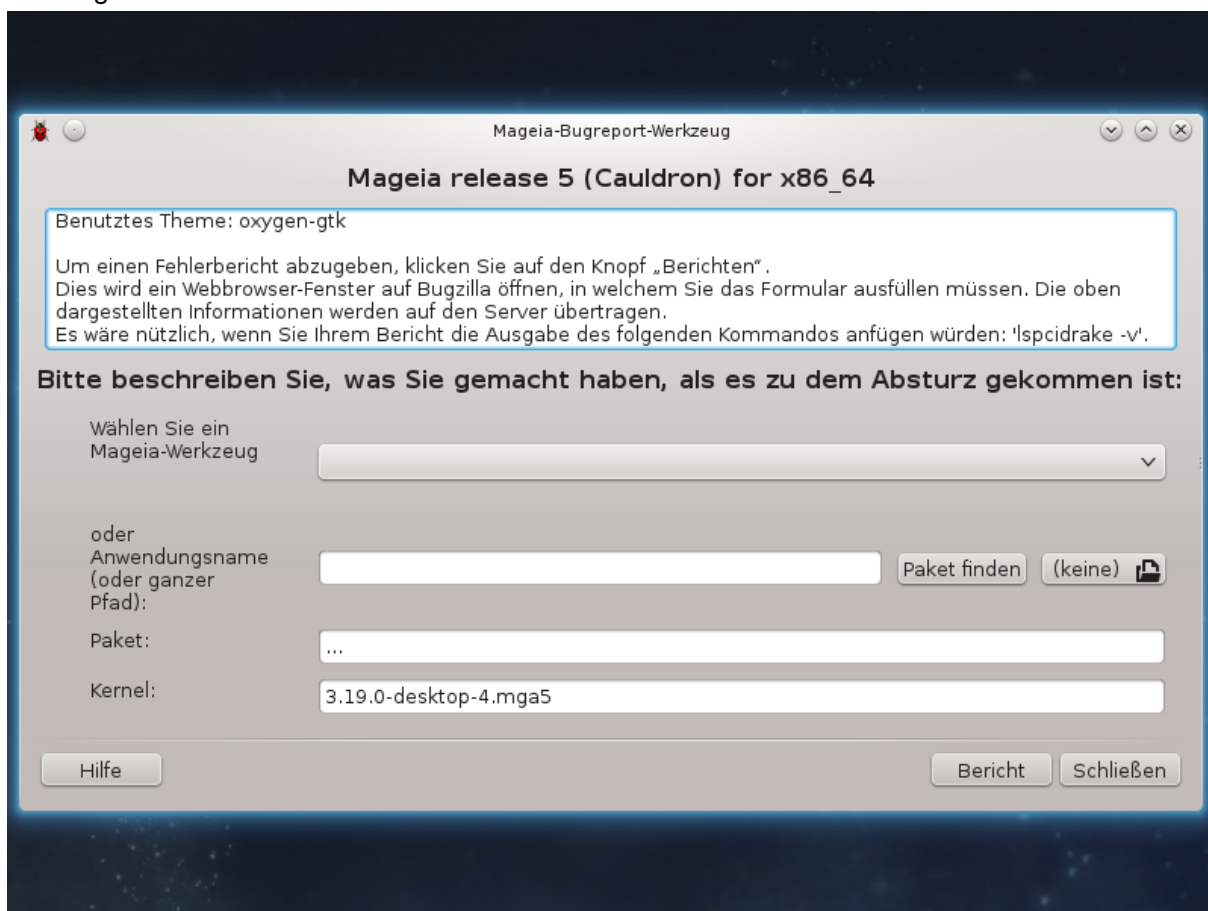 Mageia-Bugreport-Werkzeug
Mageia release 5 (Cauldron) for x86_64
Benutztes Theme: oxygen-gtk
Um einen Fehlerbericht abzugeben, klicken Sie auf den Knopf „Berichten“.
Dies wird ein Webbrowser-Fenster auf Bugzilla öffnen, in welchem Sie das Formular ausfüllen müssen. Die oben
dargestellten Informationen werden auf den Server übertragen.
Es wäre nützlich, wenn Sie Ihrem Bericht die Ausgabe des folgenden Kommandos anfügen würden: 'lspcidrake -v'.
Bitte beschreiben Sie, was Sie gemacht haben, als es zu dem Absturz gekommen ist:
Wählen Sie ein
Mageia-Werkzeug
oder
Anwendungsname
(oder ganzer
Pfad):
Paket finden
(keine)
Paket:
...
Kernel:
3.19.0-desktop-4.mga5
Hilfe
Bericht
Schließen